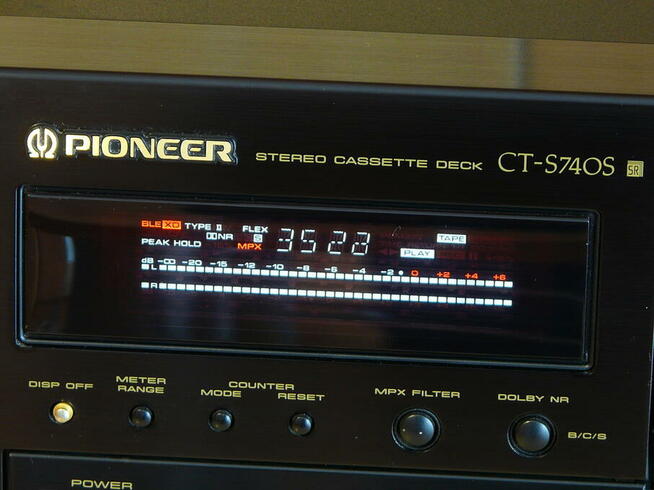 PIONEER STEREO CASSETTE DECK CT-S740S SR
BLE XD TYPE II FLEX 3528 TAPE
NR S
PEAK HOLD MPX PLAY
dB -∞ -20 -15 -12 -10 -8 -6 -4 -2 0 +2 +4 +6
L
R
DISP OFF METER RANGE COUNTER MODE RESET MPX FILTER DOLBY NR
B/C/S
POWER